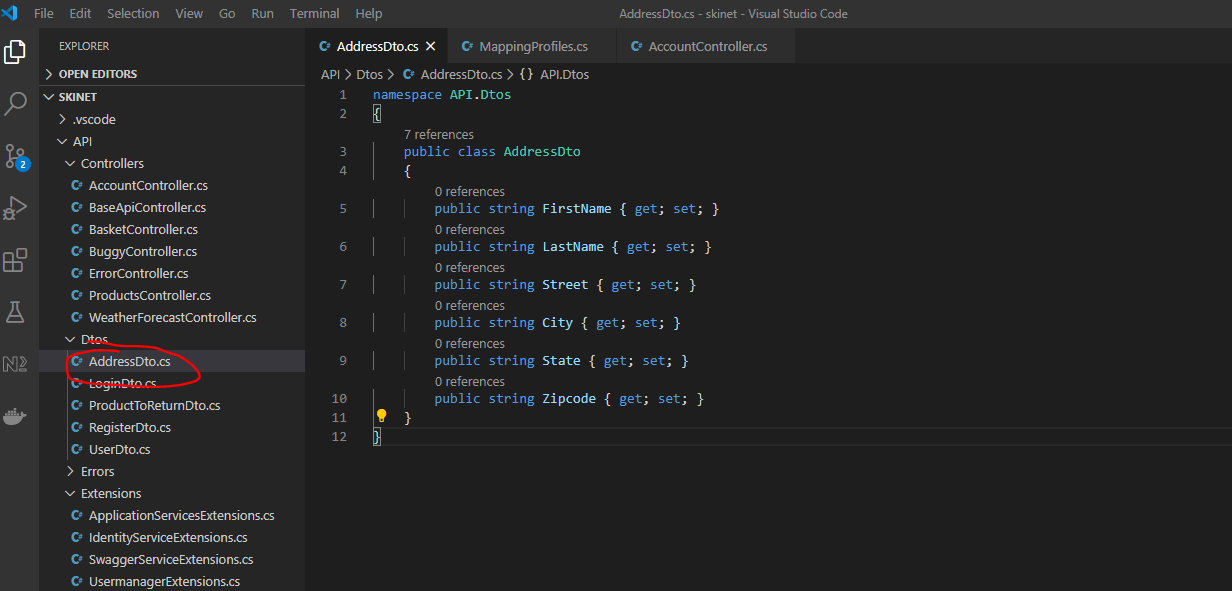 File Edit Selection View Go Run Terminal Help AddressDto.cs - skinet - Visual Studio Code
EXPLORER
OPEN EDITORS
SKINET
.vscode
API
Controllers
C# AccountController.cs
C# BaseApiController.cs
C# BasketController.cs
C# BuggyController.cs
C# ErrorController.cs
C# ProductsController.cs
C# WeatherForecastController.cs
Dtos
C# AddressDto.cs
C# LoginDto.cs
C# ProductToReturnDto.cs
C# RegisterDto.cs
C# UserDto.cs
Errors
Extensions
C# ApplicationServicesExtensions.cs
C# IdentityServiceExtensions.cs
C# SwaggerServiceExtensions.cs
C# UsermanagerExtensions.cs
2
C# AddressDto.cs C# MappingProfiles.cs C# AccountController.cs
API > Dtos > C# AddressDto.cs > {} API.Dtos
1 namespace API.Dtos
2 {
7 references
3 public class AddressDto
4 {
0 references
5 public string FirstName { get; set; }
0 references
6 public string LastName { get; set; }
0 references
7 public string Street { get; set; }
0 references
8 public string City { get; set; }
0 references
9 public string State { get; set; }
0 references
10 public string Zipcode { get; set; }
11 }
12 }